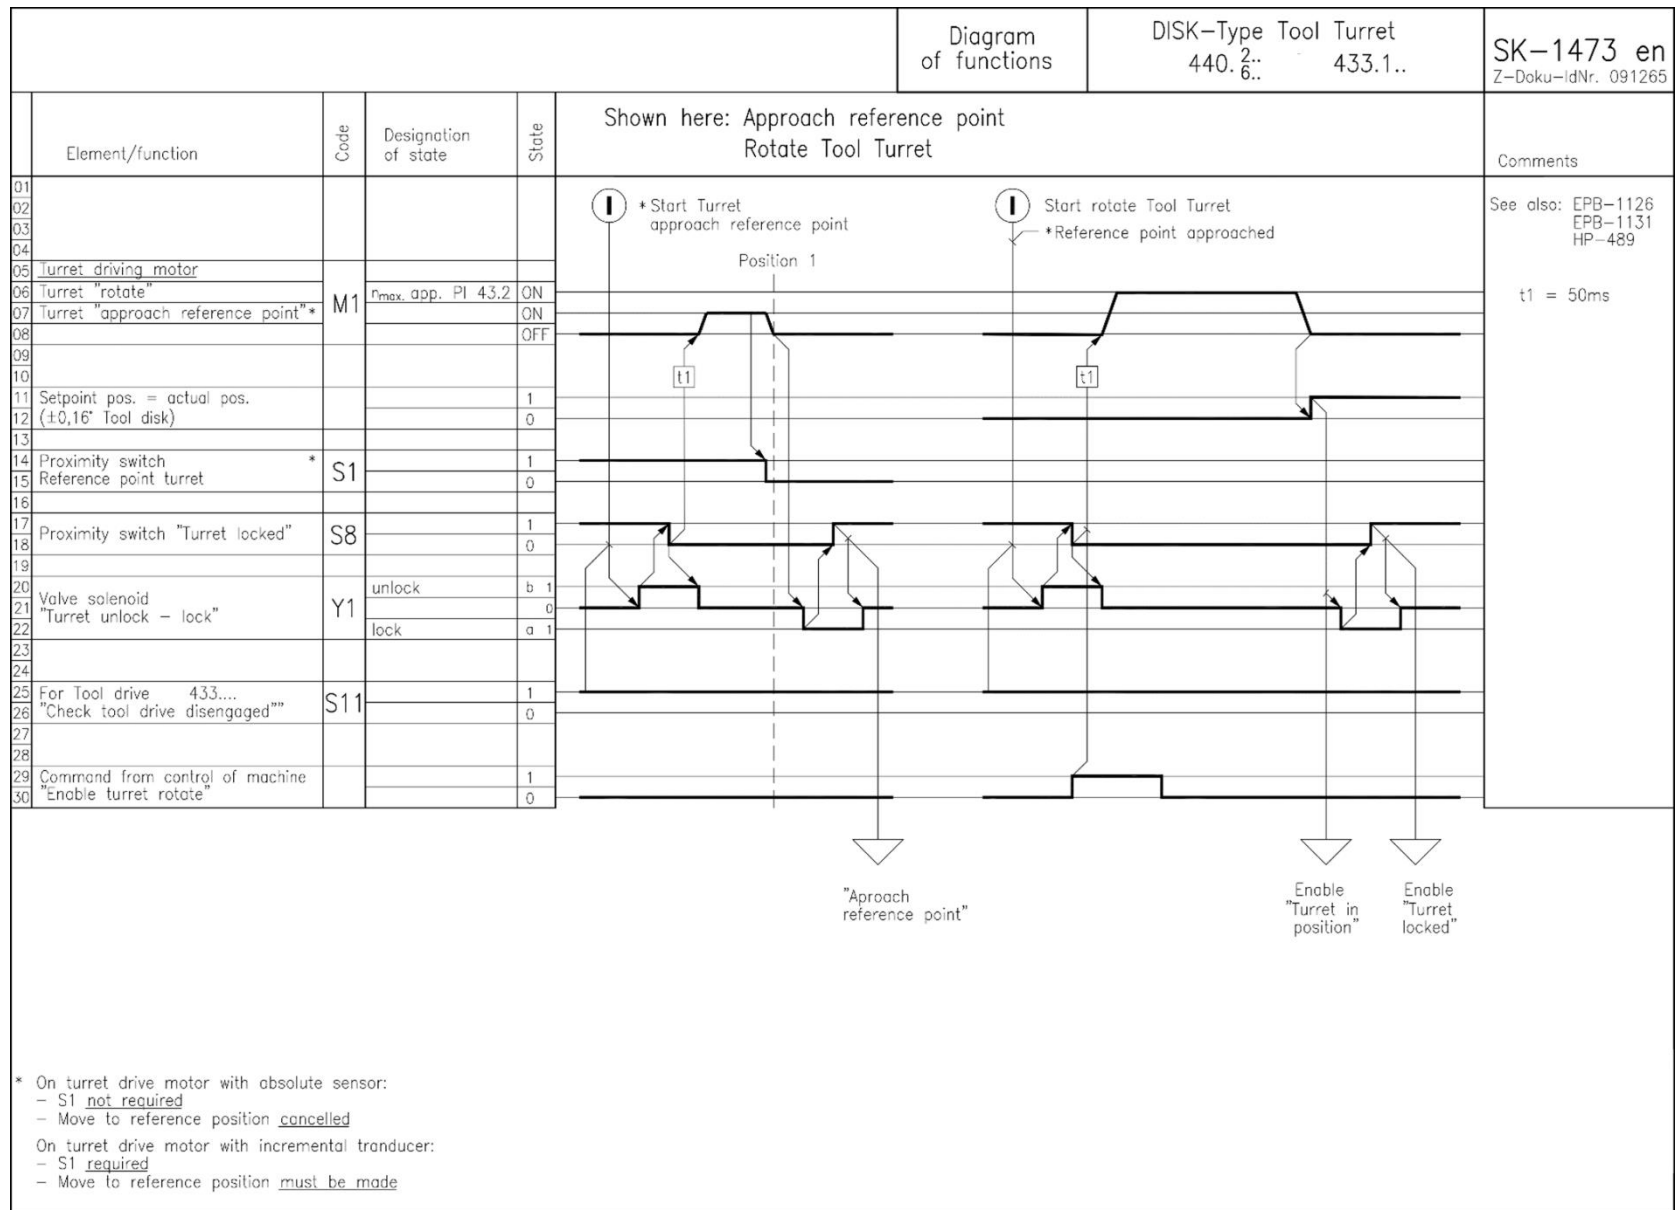 Diagram
of functions
DISK-Type Tool Turret
440. 2.. 433.1..
6..
SK-1473 en
Z-Doku-IdNr. 091265
Element/function
Code
Designation
of state
State
Shown here: Approach reference point
Rotate Tool Turret
Comments
01
02
03
04
05 Turret driving motor
06 Turret "rotate"
07 Turret "approach reference point"*
08
M1
nmax. app. PI 43.2
ON
ON
OFF
09
10
11 Setpoint pos. = actual pos.
12 (±0,16° Tool disk)
1
0
13
14 Proximity switch *
15 Reference point turret
S1
1
0
16
17
18
Proximity switch "Turret locked"
S8
1
0
19
20
21
22
Valve solenoid
"Turret unlock – lock"
Y1
unlock
lock
b 1
0
a 1
23
24
25 For Tool drive 433....
26 "Check tool drive disengaged""
S11
1
0
27
28
29 Command from control of machine
30 "Enable turret rotate"
1
0
I
* Start Turret
approach reference point
Position 1
t1
I
Start rotate Tool Turret
*Reference point approached
t1
See also: EPB-1126
EPB-1131
HP-489
t1 = 50ms
"Aproach
reference point"
Enable
"Turret in
position"
Enable
"Turret
locked"
* On turret drive motor with absolute sensor:
– S1 not required
– Move to reference position cancelled
On turret drive motor with incremental tranducer:
– S1 required
– Move to reference position must be made